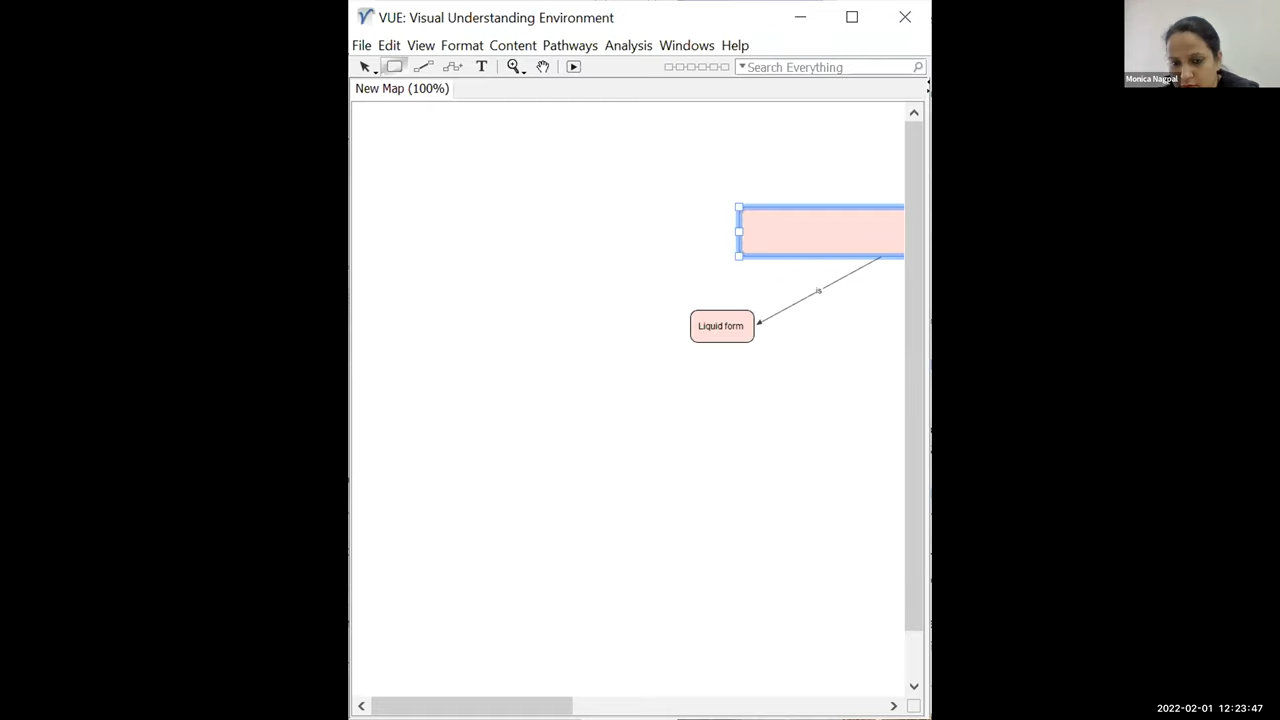 VUE: Visual Understanding Environment
File Edit View Format Content Pathways Analysis Windows Help
T
Search Everything
New Map (100%)
is
Liquid form
Monica Nagpal
2022-02-01 12:23:47